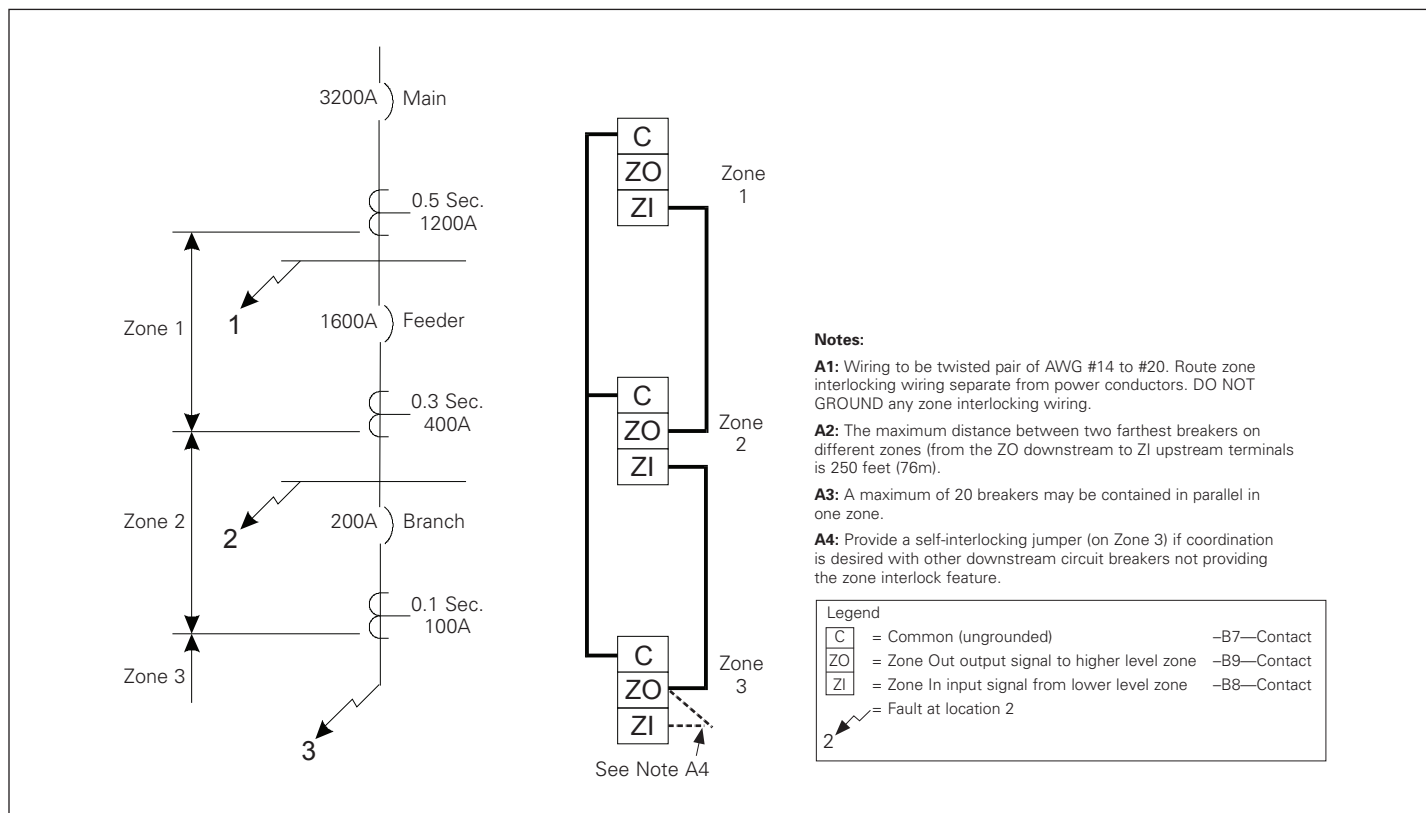 3200A
Main
0.5 Sec.
1200A
Zone 1
1
1600A
Feeder
0.3 Sec.
400A
Zone 2
2
200A
Branch
0.1 Sec.
100A
Zone 3
3
C
ZO
ZI
Zone
1
C
ZO
ZI
Zone
2
C
ZO
ZI
Zone
3
See Note A4
Notes:
A1: Wiring to be twisted pair of AWG #14 to #20. Route zone
interlocking wiring separate from power conductors. DO NOT
GROUND any zone interlocking wiring.
A2: The maximum distance between two farthest breakers on
different zones (from the ZO downstream to ZI upstream terminals
is 250 feet (76m).
A3: A maximum of 20 breakers may be contained in parallel in
one zone.
A4: Provide a self-interlocking jumper (on Zone 3) if coordination
is desired with other downstream circuit breakers not providing
the zone interlock feature.
Legend
C = Common (ungrounded) –B7—Contact
ZO = Zone Out output signal to higher level zone –B9—Contact
ZI = Zone In input signal from lower level zone –B8—Contact
2 = Fault at location 2